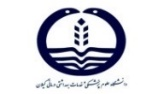 دانشگاه علوم پزشکی و خدمات بهداشتی درمانی گیلان